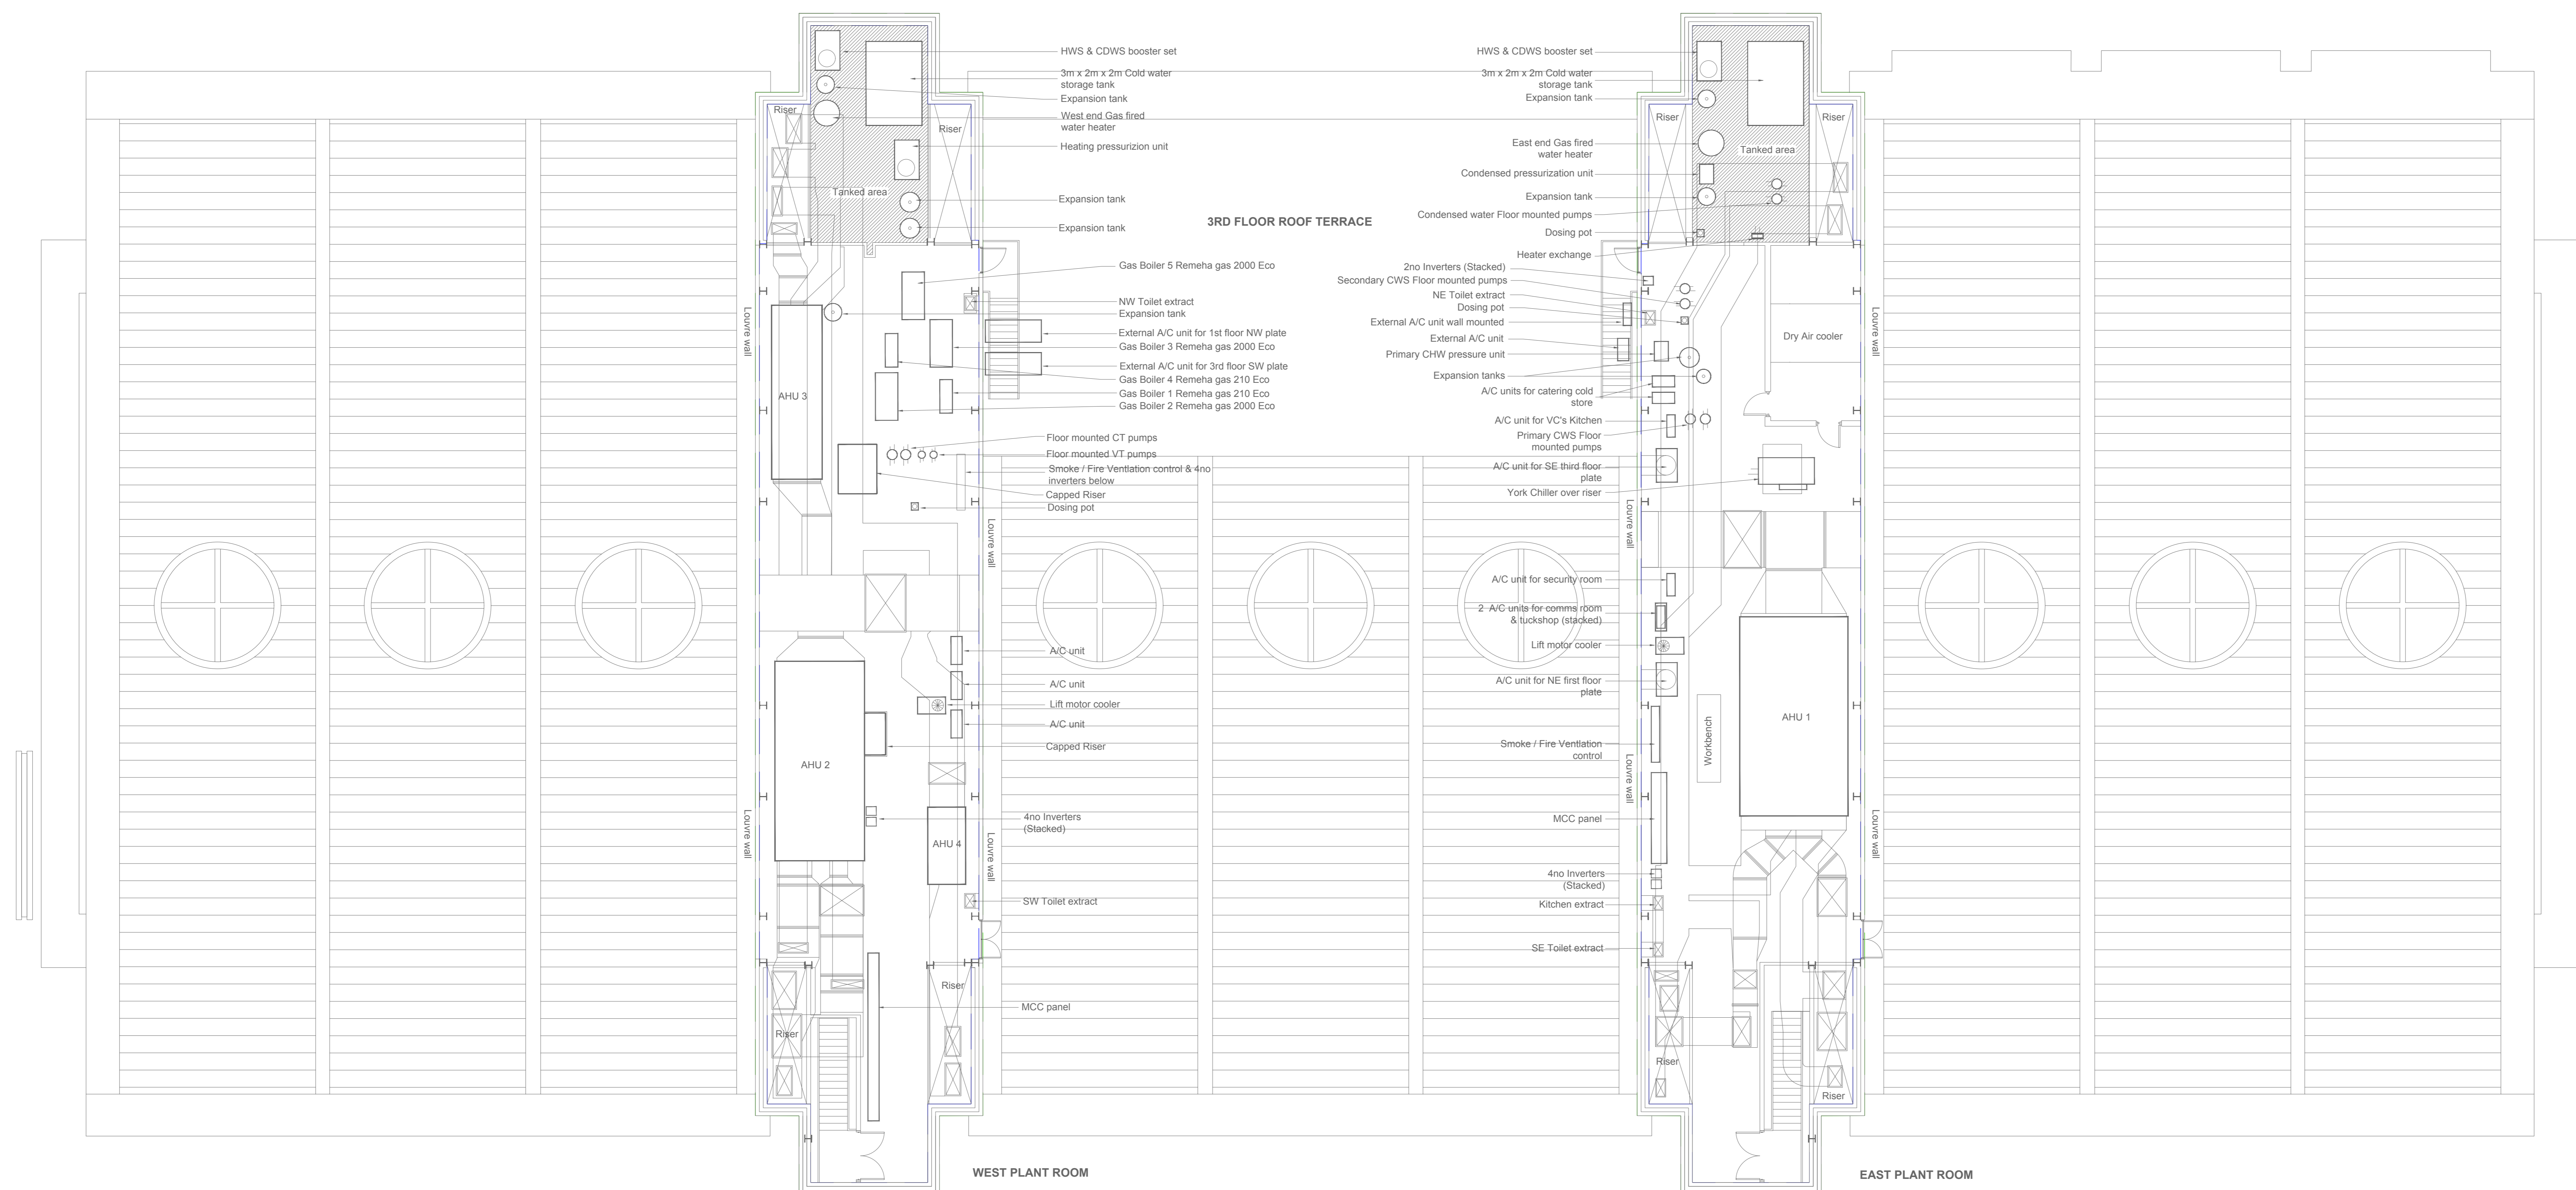 HWS & CDWS booster set
3m x 2m x 2m Cold water
storage tank
Expansion tank
West end Gas fired
water heater
Heating pressurizion unit
Expansion tank
Expansion tank
Riser
Riser
Tanked area
Gas Boiler 5 Remeha gas 2000 Eco
NW Toilet extract
Expansion tank
External A/C unit for 1st floor NW plate
Gas Boiler 3 Remeha gas 2000 Eco
External A/C unit for 3rd floor SW plate
Gas Boiler 4 Remeha gas 210 Eco
Gas Boiler 1 Remeha gas 210 Eco
Gas Boiler 2 Remeha gas 2000 Eco
Louvre wall
AHU 3
Floor mounted CT pumps
Floor mounted VT pumps
Smoke / Fire Ventlation control & 4no
inverters below
Capped Riser
Dosing pot
Louvre wall
A/C unit
A/C unit
Lift motor cooler
A/C unit
Capped Riser
AHU 2
4no Inverters
(Stacked)
AHU 4
Louvre wall
Louvre wall
SW Toilet extract
Riser
MCC panel
Riser
WEST PLANT ROOM
3RD FLOOR ROOF TERRACE
HWS & CDWS booster set
3m x 2m x 2m Cold water
storage tank
Expansion tank
Riser
Riser
East end Gas fired
water heater
Tanked area
Condensed pressurization unit
Expansion tank
Condensed water Floor mounted pumps
Dosing pot
Heater exchange
2no Inverters (Stacked)
Secondary CWS Floor mounted pumps
NE Toilet extract
Dosing pot
External A/C unit wall mounted
External A/C unit
Primary CHW pressure unit
Expansion tanks
A/C units for catering cold
store
Dry Air cooler
Louvre wall
A/C unit for VC's Kitchen
Primary CWS Floor
mounted pumps
A/C unit for SE third floor
plate
York Chiller over riser
Louvre wall
A/C unit for security room
2 A/C units for comms room
& tuckshop (stacked)
Lift motor cooler
A/C unit for NE first floor
plate
AHU 1
Workbench
Smoke / Fire Ventlation
control
Louvre wall
MCC panel
Louvre wall
4no Inverters
(Stacked)
Kitchen extract
SE Toilet extract
Riser
Riser
EAST PLANT ROOM